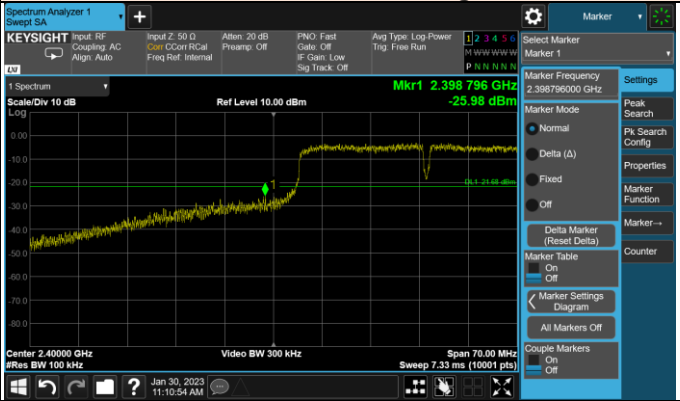 Spectrum Analyzer 1
Swept SA
Marker
KEYSIGHT
Input: RF
Coupling: AC
Align: Auto
Input Z: 50 Ω
Corr CCorr RCal
Freq Ref: Internal
Atten: 20 dB
Preamp: Off
PNO: Fast
Gate: Off
IF Gain: Low
Sig Track: Off
Avg Type: Log-Power
Trig: Free Run
1 2 3 4 5 6
M W W W W W
P N N N N N
LXI
Select Marker
Marker 1
1 Spectrum
Scale/Div 10 dB
Log
Ref Level 10.00 dBm
Mkr1 2.398 796 GHz
-25.98 dBm
0.00
-10.0
-20.0
-30.0
-40.0
-50.0
-60.0
-70.0
-80.0
1
DL1 -21.68 dBm
Center 2.40000 GHz
#Res BW 100 kHz
Video BW 300 kHz
Span 70.00 MHz
Sweep 7.33 ms (10001 pts)
Marker Frequency
2.398796000 GHz
Marker Mode
Normal
Delta (Δ)
Fixed
Off
Delta Marker
(Reset Delta)
Marker Table
On
Off
Marker Settings
Diagram
All Markers Off
Couple Markers
On
Off
Settings
Peak
Search
Pk Search
Config
Properties
Marker
Function
Marker→
Counter
?
Jan 30, 2023
11:10:54 AM